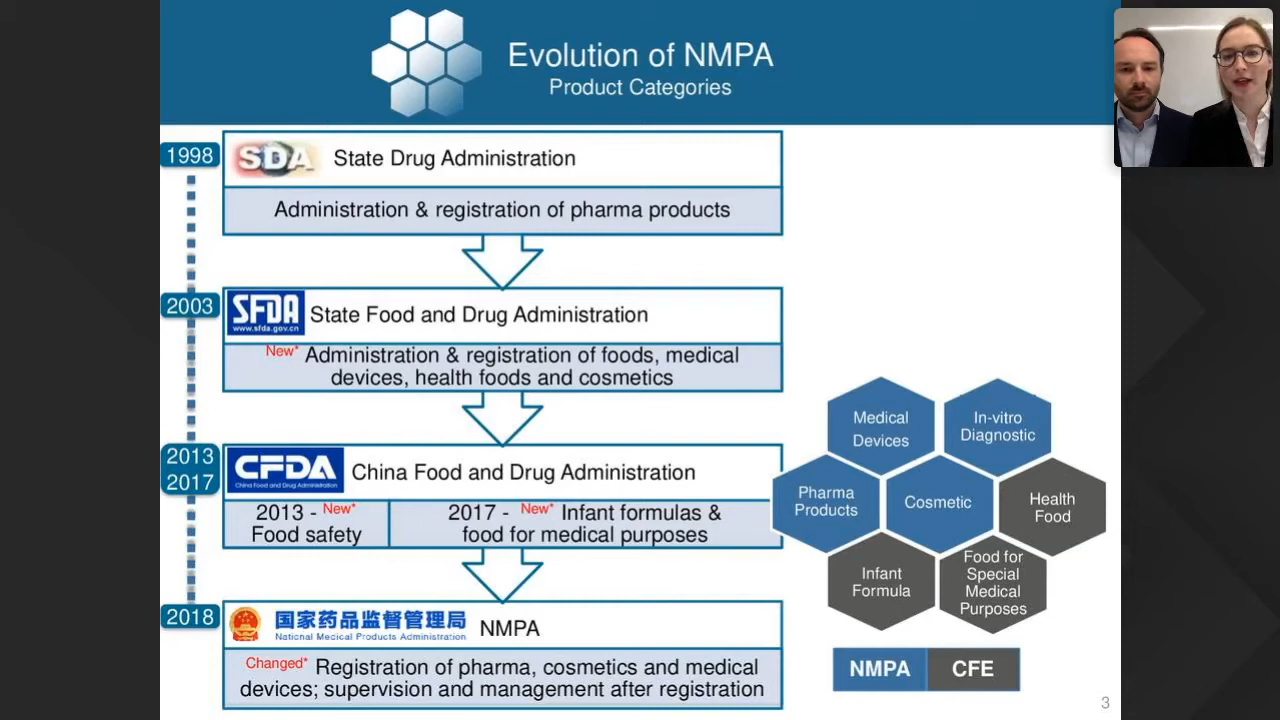 Evolution of NMPA
Product Categories
1998
SDA
State Drug Administration
Administration & registration of pharma products
2003
SFDA
www.sfda.gov.cn
State Food and Drug Administration
New* Administration & registration of foods, medical
devices, health foods and cosmetics
2013
2017
CFDA
China Food and Drug Administration
China Food and Drug Administration
2013 - New*
Food safety
2017 - New* Infant formulas &
food for medical purposes
2018
国家药品监督管理局
National Medical Products Administration
NMPA
Changed* Registration of pharma, cosmetics and medical
devices; supervision and management after registration
Medical
Devices
In-vitro
Diagnostic
Pharma
Products
Cosmetic
Health
Food
Infant
Formula
Food for
Special
Medical
Purposes
NMPA
CFE
3